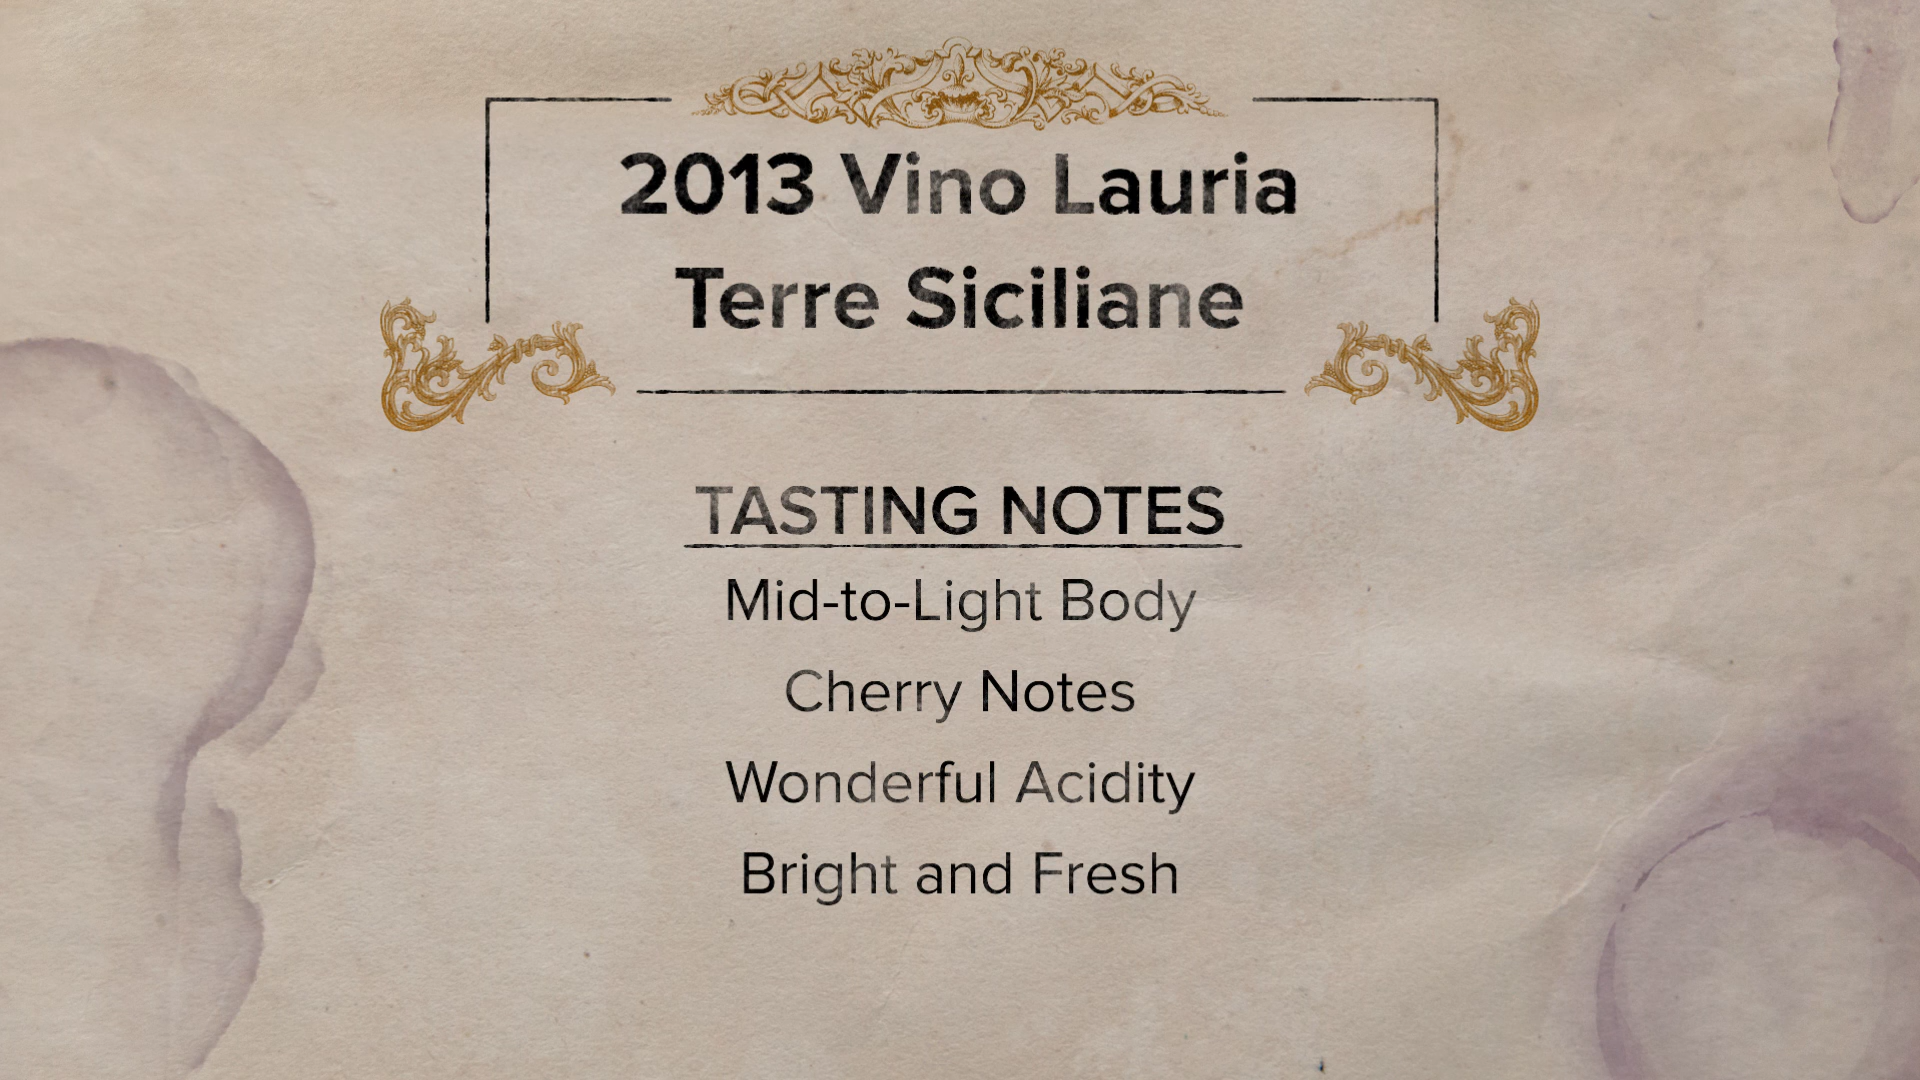 2013 Vino Lauria
Terre Siciliane
TASTING NOTES
Mid-to-Light Body
Cherry Notes
Wonderful Acidity
Bright and Fresh